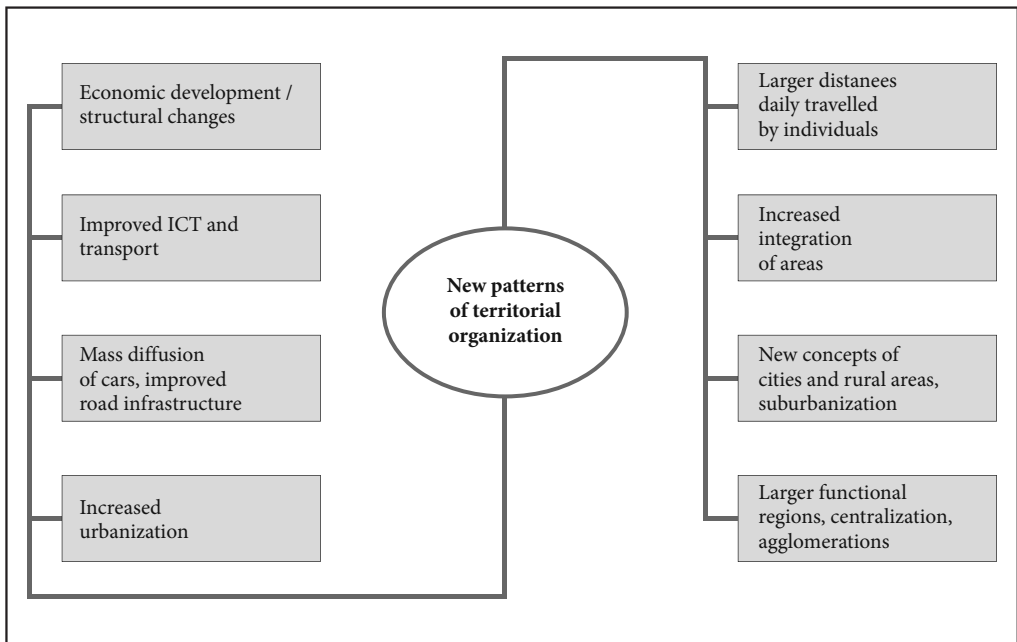 Economic development /
structural changes
Improved ICT and
transport
Mass diffusion
of cars, improved
road infrastructure
Increased
urbanization
New patterns
of territorial
organization
Larger distanees
daily travelled
by individuals
Increased
integration
of areas
New concepts of
cities and rural areas,
suburbanization
Larger functional
regions, centralization,
agglomerations